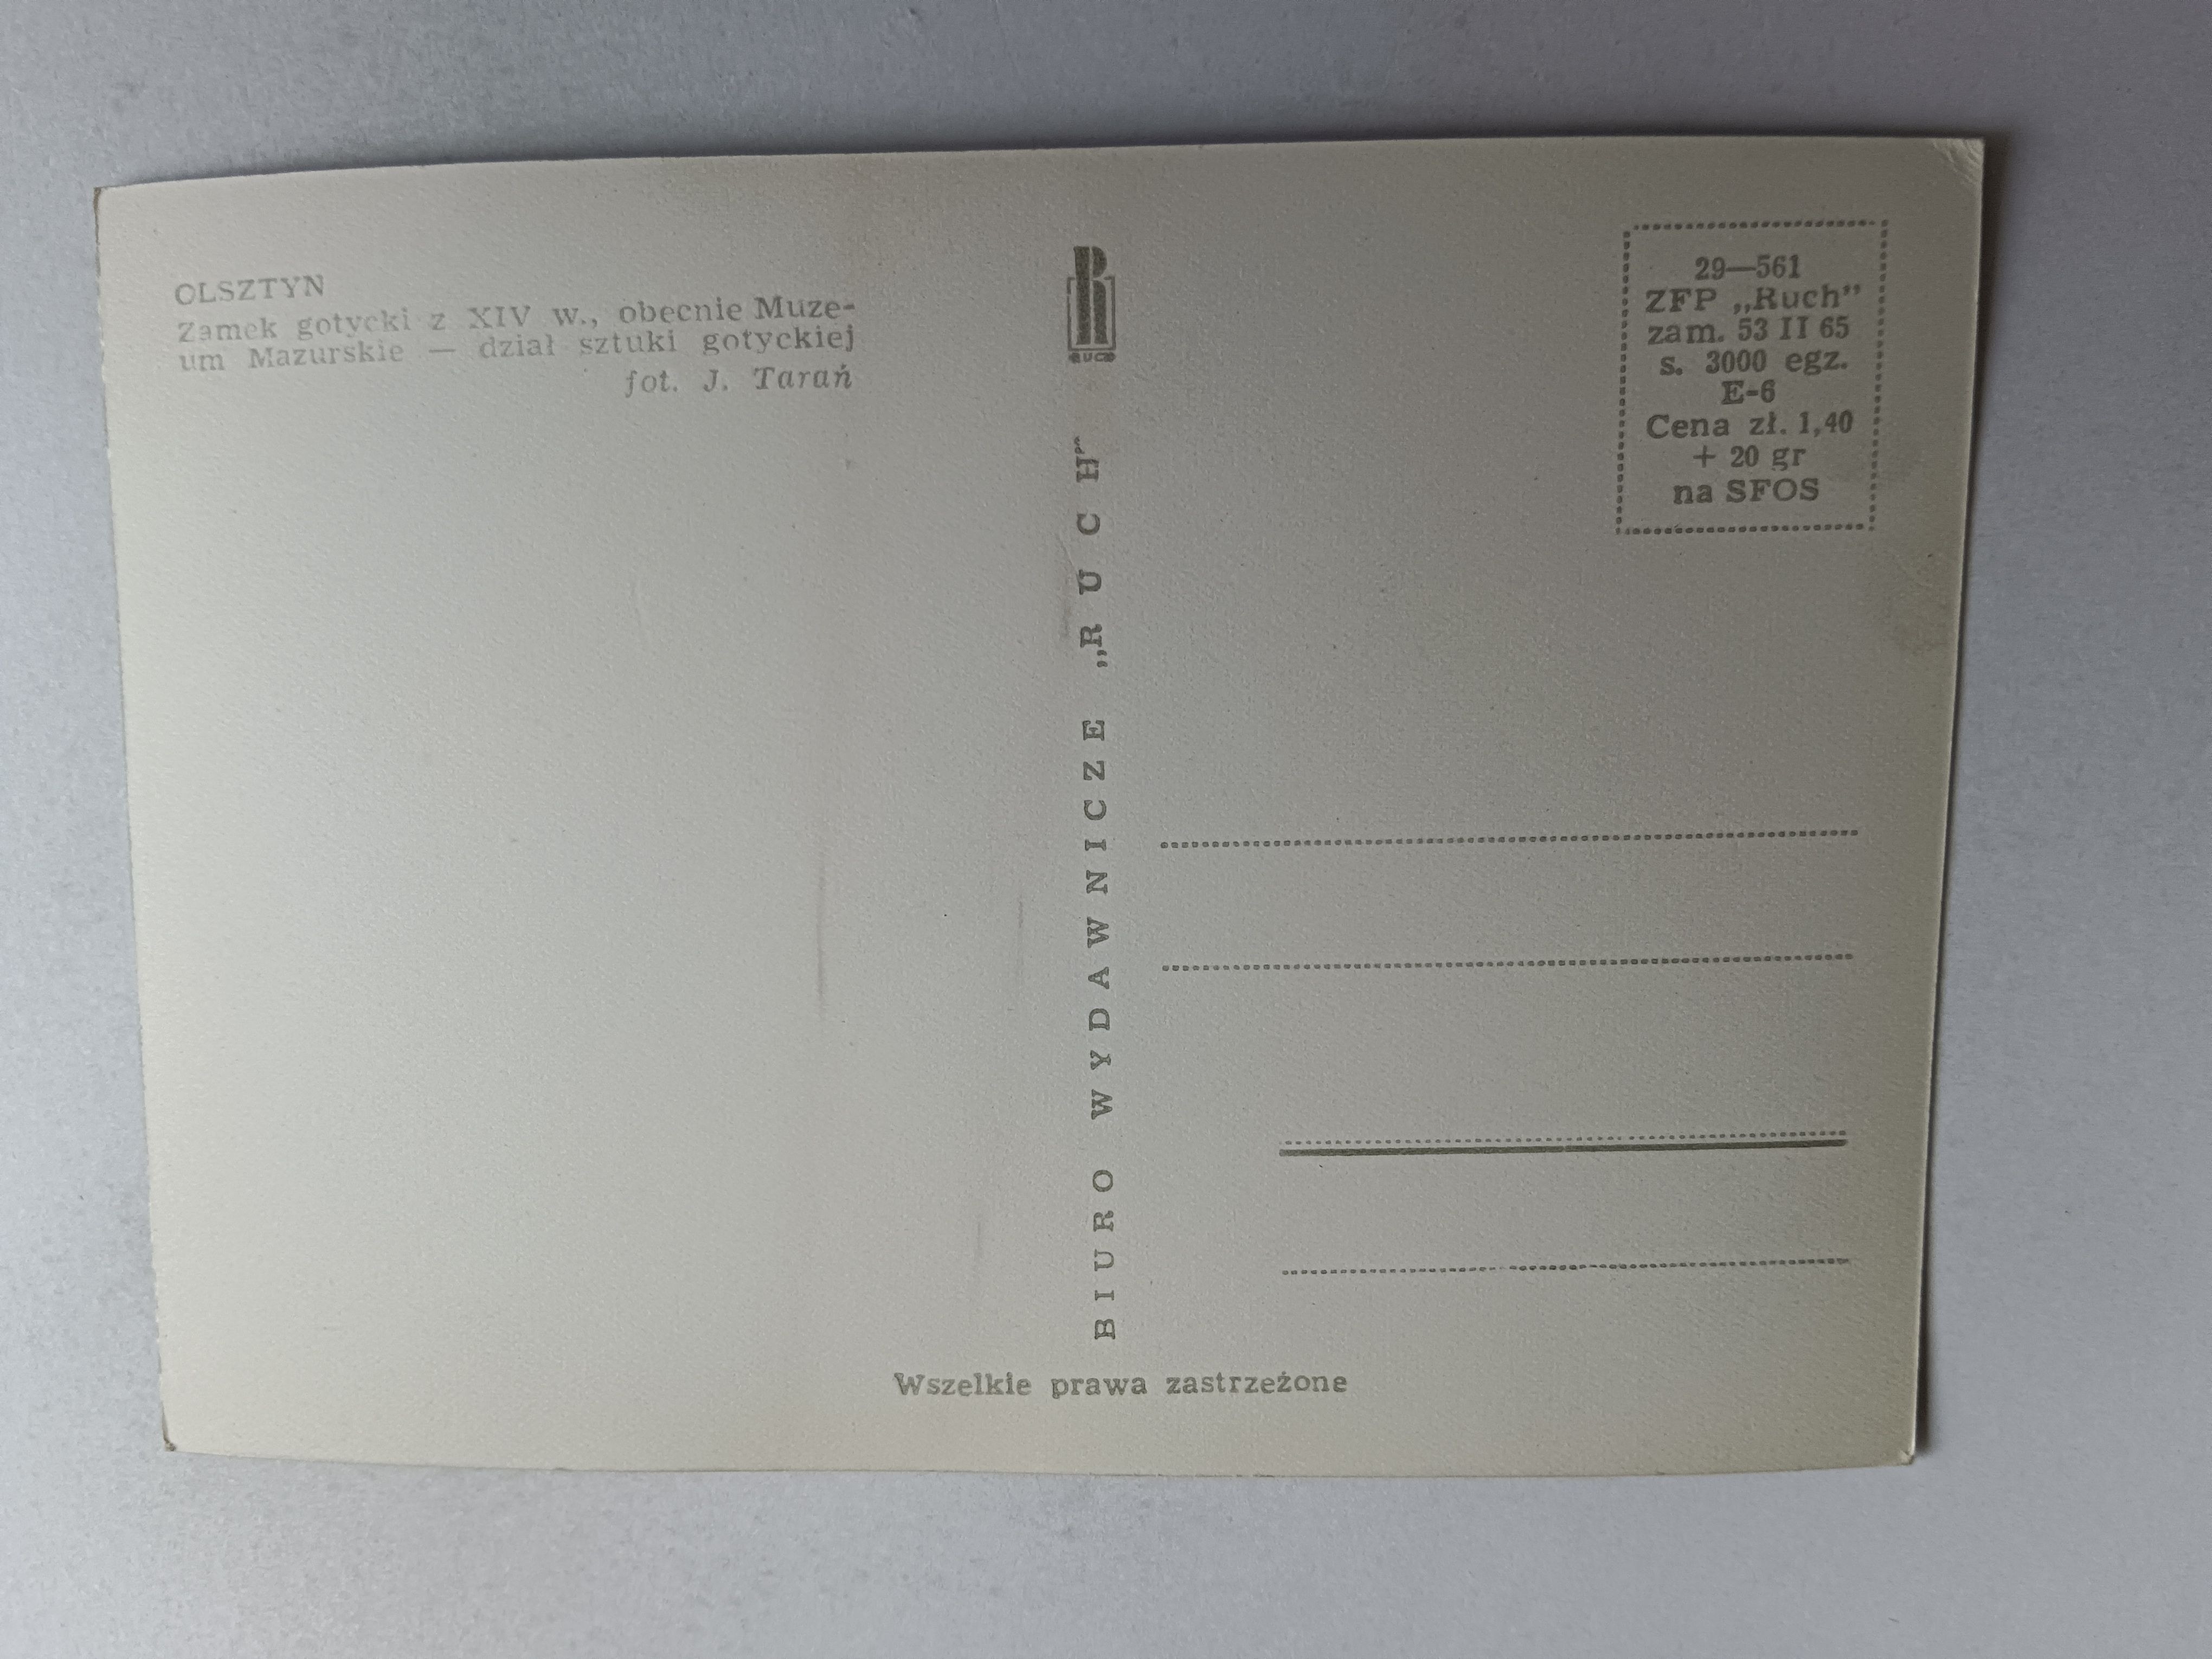 OLSZTYN
Zamek gotycki z XIV w., obecnie Muze-
um Mazurskie — dział sztuki gotyckiej
fot. J. Tarań
R
RUCH
BIURO WYDAWNICZE „RUCH”
29—561
ZFP „Ruch”
zam. 53 II 65
s. 3000 egz.
E-6
Cena zł. 1,40
+ 20 gr
na SFOS
Wszelkie prawa zastrzeżone